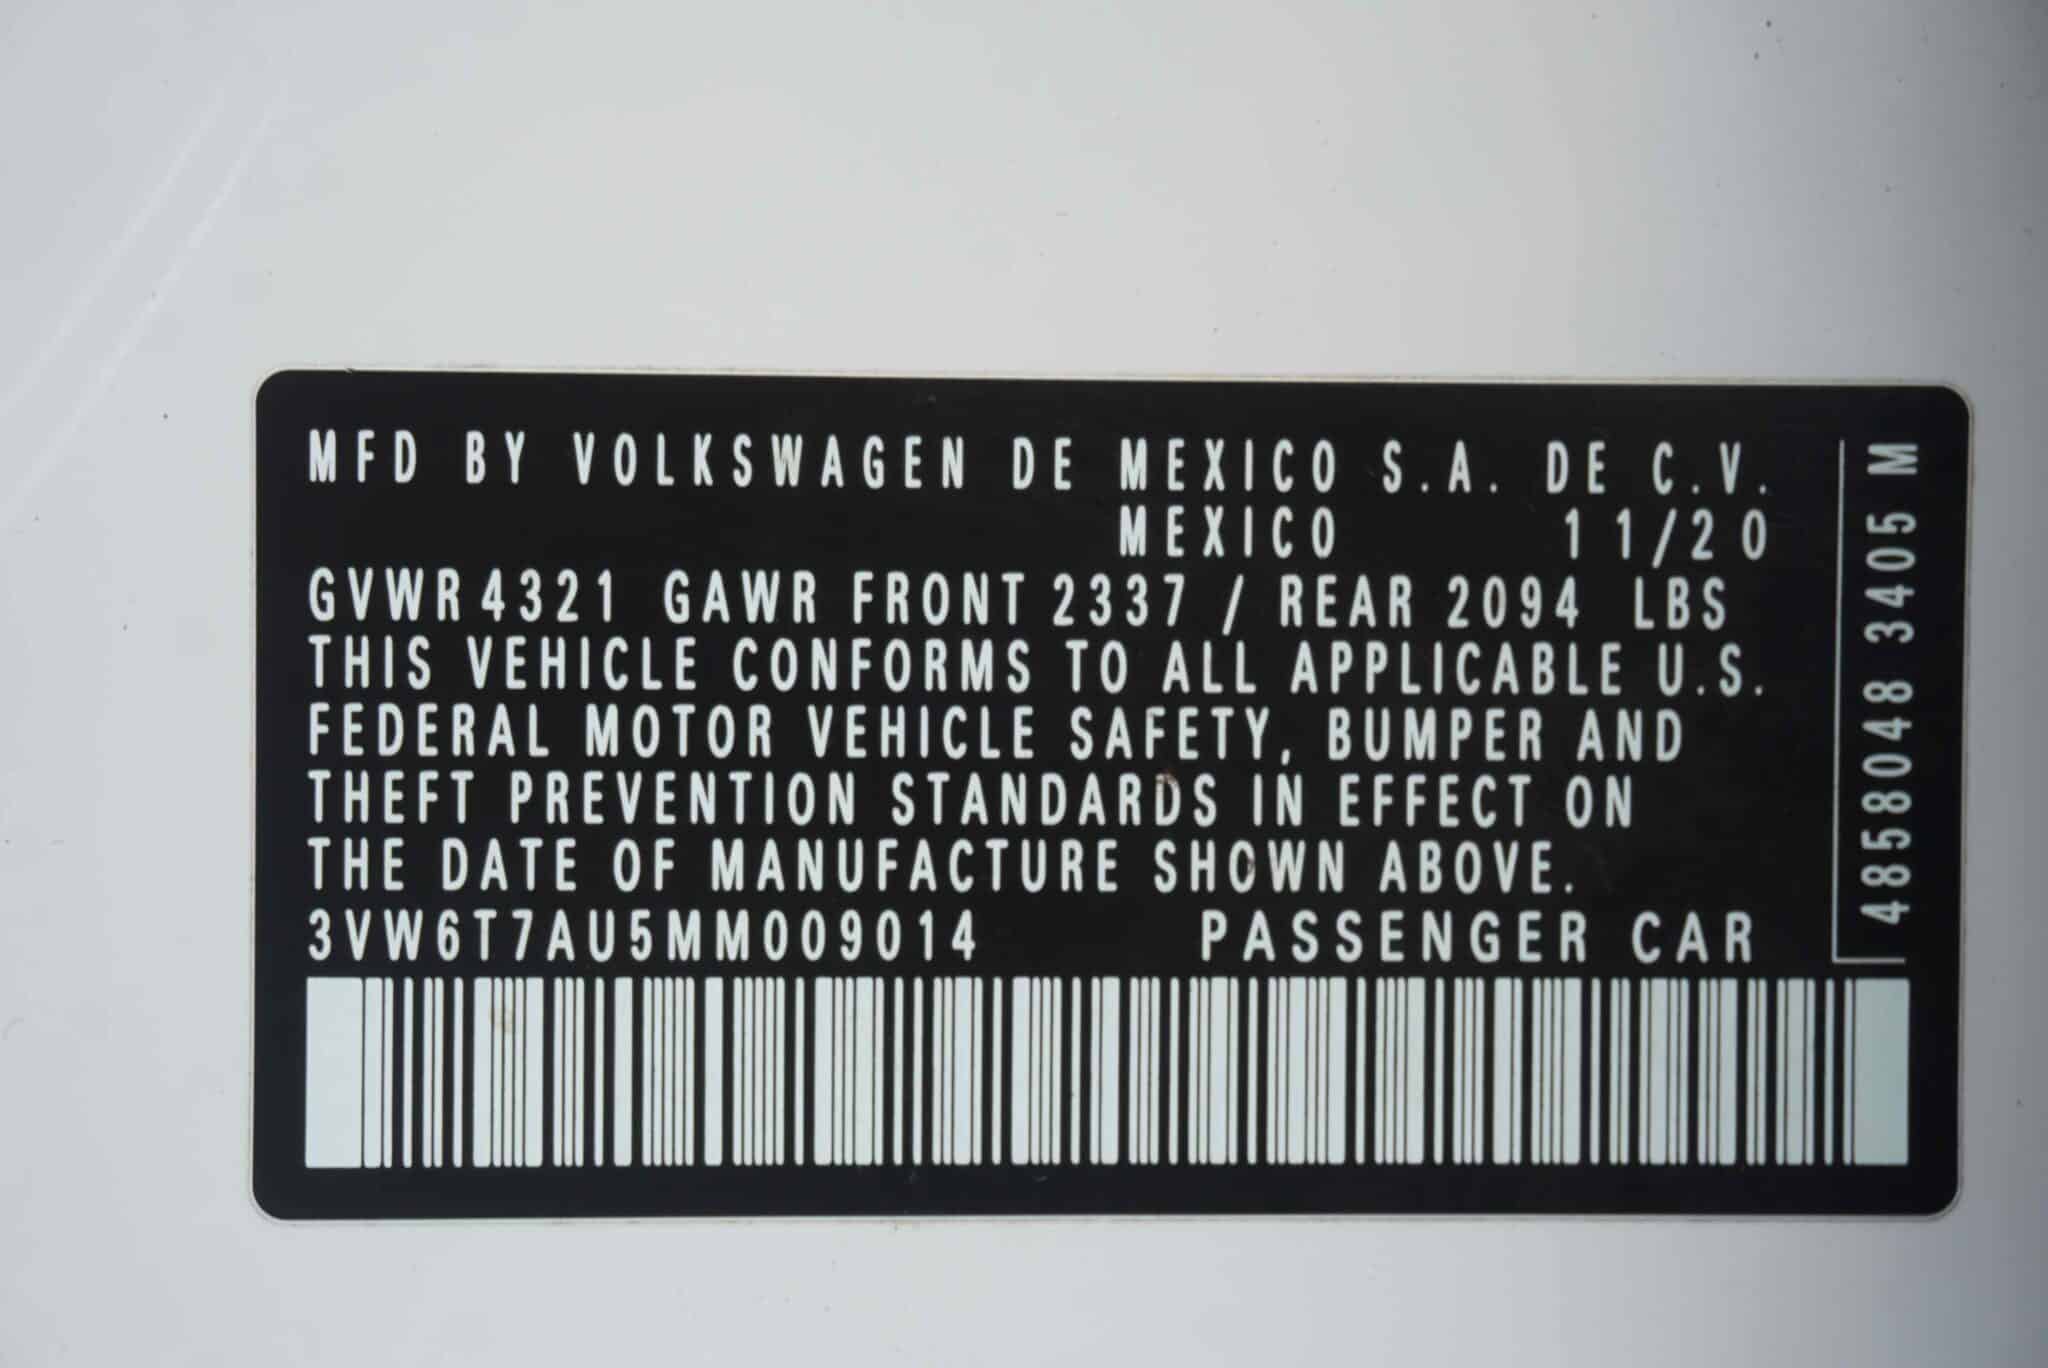 MFD BY VOLKSWAGEN DE MEXICO S.A. DE C.V.
MEXICO 11/20
GVWR 4321 GAWR FRONT 2337 / REAR 2094 LBS
THIS VEHICLE CONFORMS TO ALL APPLICABLE U.S.
FEDERAL MOTOR VEHICLE SAFETY, BUMPER AND
THEFT PREVENTION STANDARDS IN EFFECT ON
THE DATE OF MANUFACTURE SHOWN ABOVE.
3VW6T7AU5MM009014 PASSENGER CAR
4858048 3405 M